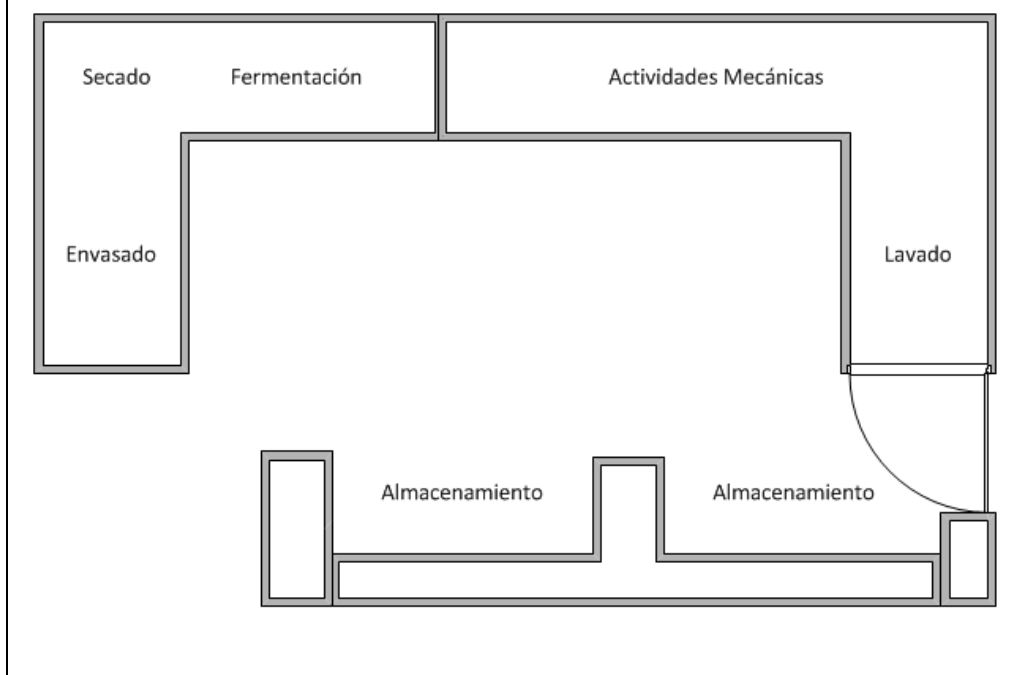 Secado
Fermentación
Actividades Mecánicas
Envasado
Lavado
Almacenamiento
Almacenamiento